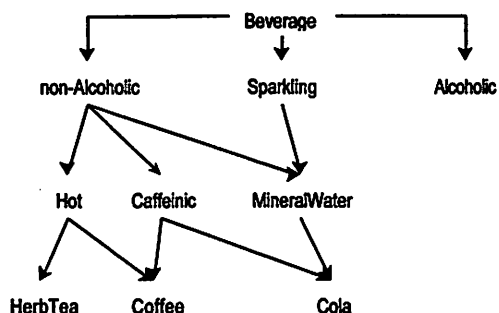 Beverage
non-Alcoholic Sparkling Alcoholic
Hot Caffeinic MineralWater
HerbTea Coffee Cola